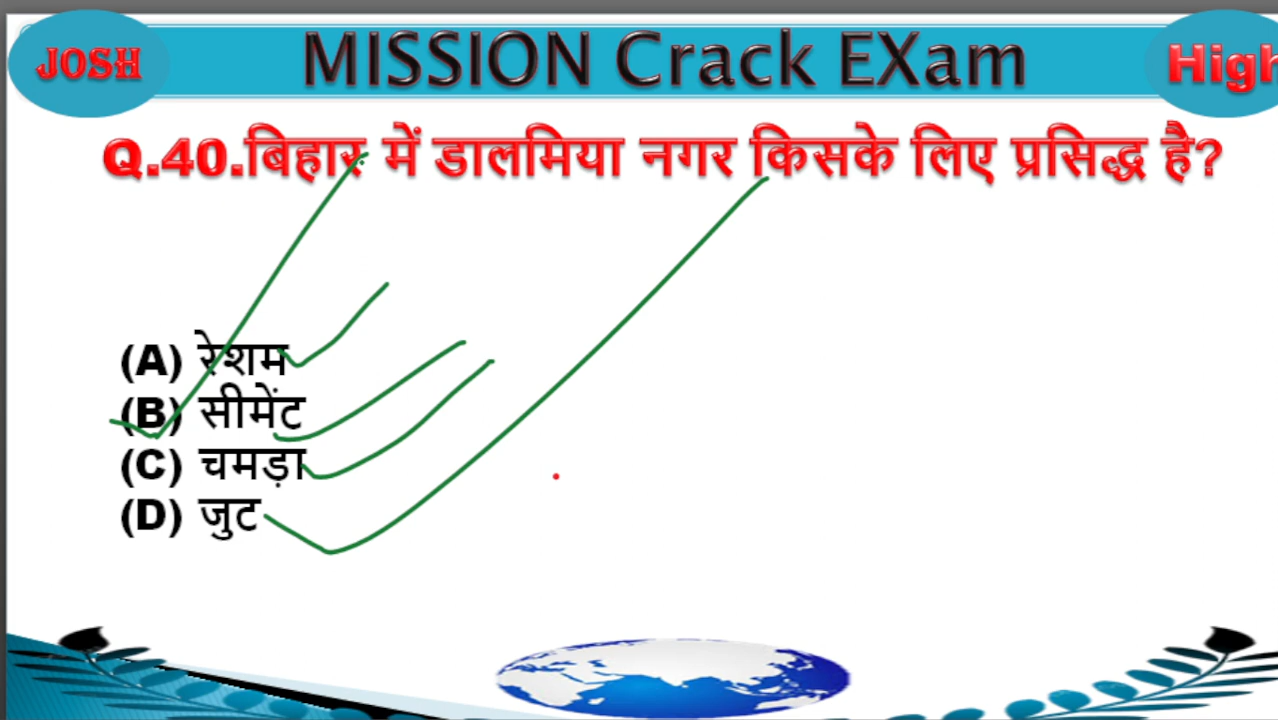 JOSH MISSION Crack EXam High
Q.40.बिहार में डालमिया नगर किसके लिए प्रसिद्ध है?
(A) रेशम
(B) सीमेंट
(C) चमड़ा
(D) जुट